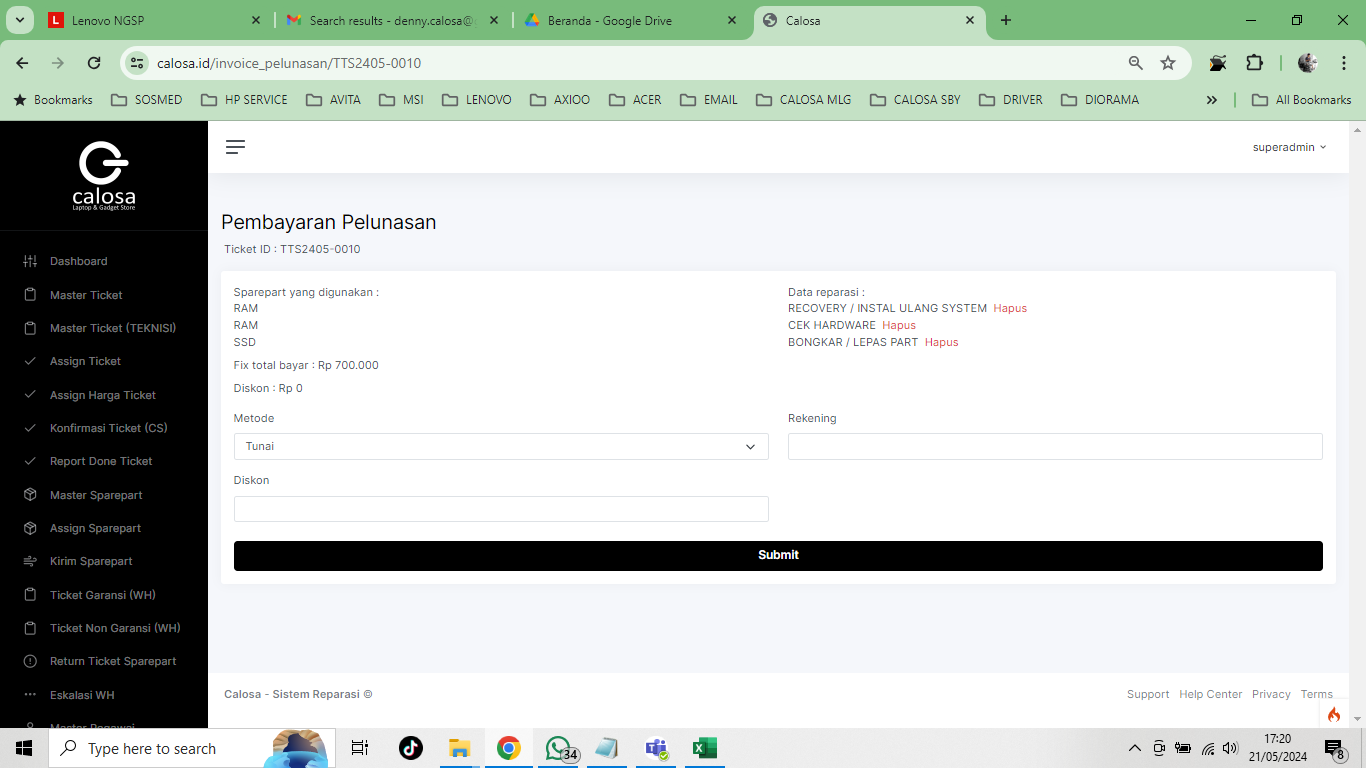 Lenovo NGSP
Search results - denny.calosa@
Beranda - Google Drive
Calosa
calosa.id/invoice_pelunasan/TTS2405-0010
Bookmarks
SOSMED
HP SERVICE
AVITA
MSI
LENOVO
AXIOO
ACER
EMAIL
CALOSA MLG
CALOSA SBY
DRIVER
DIORAMA
All Bookmarks
calosa
Laptop & Gadget Store
superadmin
Dashboard
Master Ticket
Master Ticket (TEKNISI)
Assign Ticket
Assign Harga Ticket
Konfirmasi Ticket (CS)
Report Done Ticket
Master Sparepart
Assign Sparepart
Kirim Sparepart
Ticket Garansi (WH)
Ticket Non Garansi (WH)
Return Ticket Sparepart
Eskalasi WH
Master Pegawai
Pembayaran Pelunasan
Ticket ID : TTS2405-0010
Sparepart yang digunakan :
RAM
RAM
SSD
Fix total bayar : Rp 700.000
Diskon : Rp 0
Data reparasi :
RECOVERY / INSTAL ULANG SYSTEM Hapus
CEK HARDWARE Hapus
BONGKAR / LEPAS PART Hapus
Metode
Tunai
Rekening
Diskon
Submit
Calosa - Sistem Reparasi ©
Support Help Center Privacy Terms
Type here to search
34
17:20
21/05/2024
8